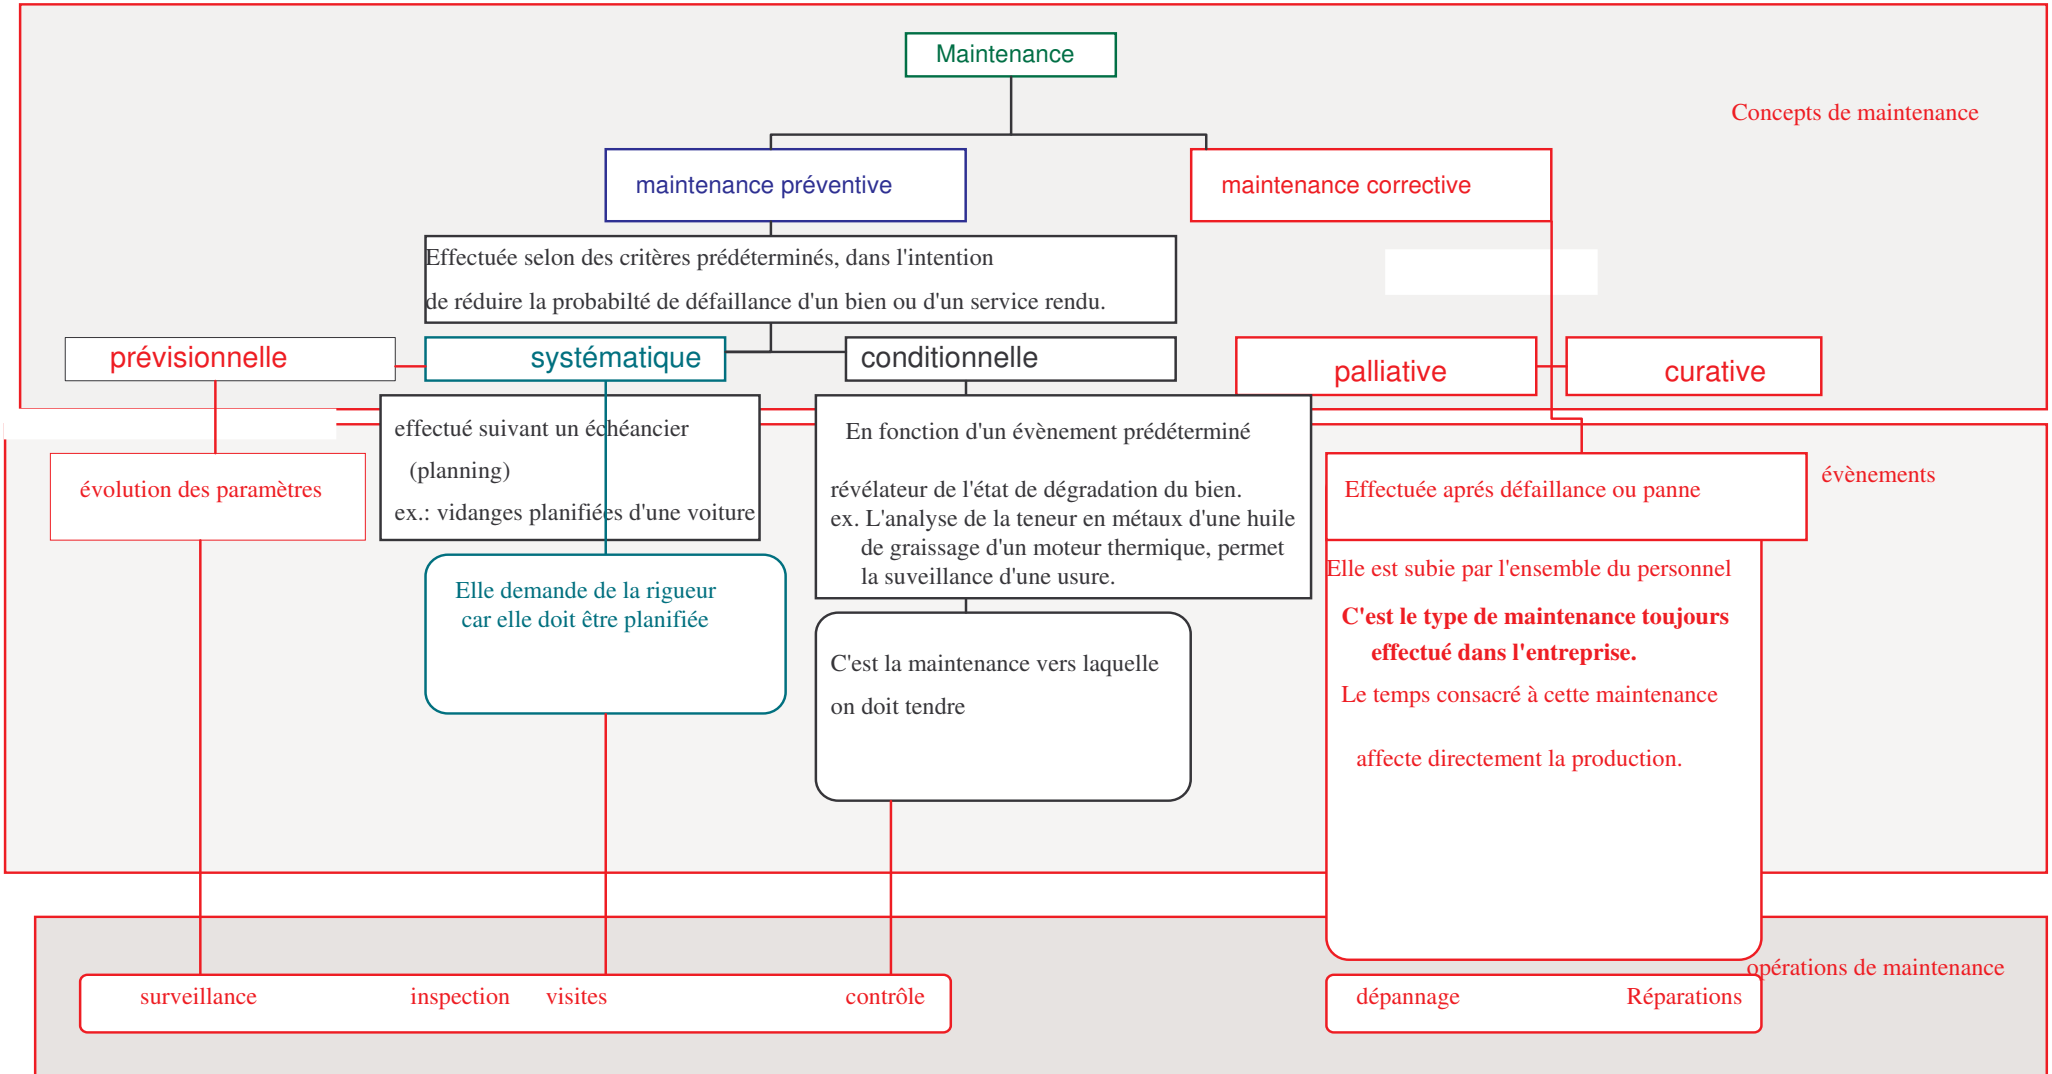 Maintenance
Concepts de maintenance
maintenance préventive
maintenance corrective
Effectuée selon des critères prédéterminés, dans l'intention
de réduire la probabilté de défaillance d'un bien ou d'un service rendu.
prévisionnelle
systématique
conditionnelle
palliative
curative
évolution des paramètres
effectué suivant un échéancier
(planning)
ex.: vidanges planifiées d'une voiture
En fonction d'un évènement prédéterminé
révélateur de l'état de dégradation du bien.
ex. L'analyse de la teneur en métaux d'une huile
de graissage d'un moteur thermique, permet
la suveillance d'une usure.
Effectuée aprés défaillance ou panne
évènements
Elle demande de la rigueur
car elle doit être planifiée
C'est la maintenance vers laquelle
on doit tendre
Elle est subie par l'ensemble du personnel
C'est le type de maintenance toujours
effectué dans l'entreprise.
Le temps consacré à cette maintenance
affecte directement la production.
opérations de maintenance
surveillance
inspection
visites
contrôle
dépannage
Réparations